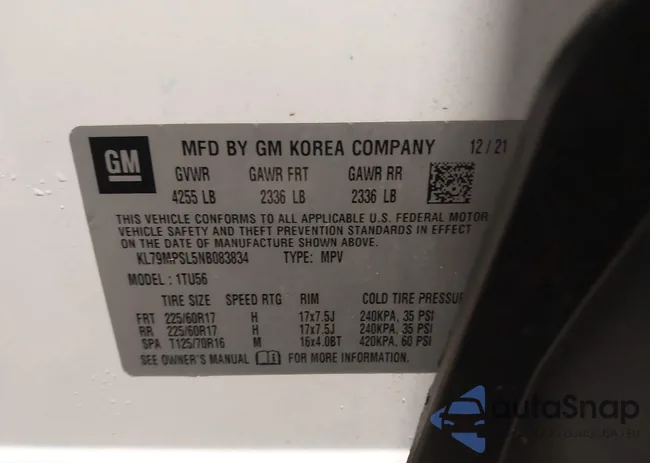 GM MFD BY GM KOREA COMPANY 12/21
GVWR GAWR FRT GAWR RR
4255 LB 2336 LB 2336 LB
THIS VEHICLE CONFORMS TO ALL APPLICABLE U.S. FEDERAL MOTOR
VEHICLE SAFETY AND THEFT PREVENTION STANDARDS
IN EFFECT ON THE DATE OF MANUFACTURE SHOWN ABOVE.
KL79MPSL5NB083834 TYPE: MPV
MODEL: 1TU56
TIRE SIZE SPEED RTG RIM COLD TIRE PRESSUR
FRT 225/60R17 H 17x7.5J 240KPA, 35 PSI
RR 225/60R17 H 17x7.5J 240KPA, 35 PSI
SPA T125/70R16 M 16x4.0BT 420KPA, 60 PSI
SEE OWNER'S MANUAL FOR MORE INFORMATION.
autoSnap